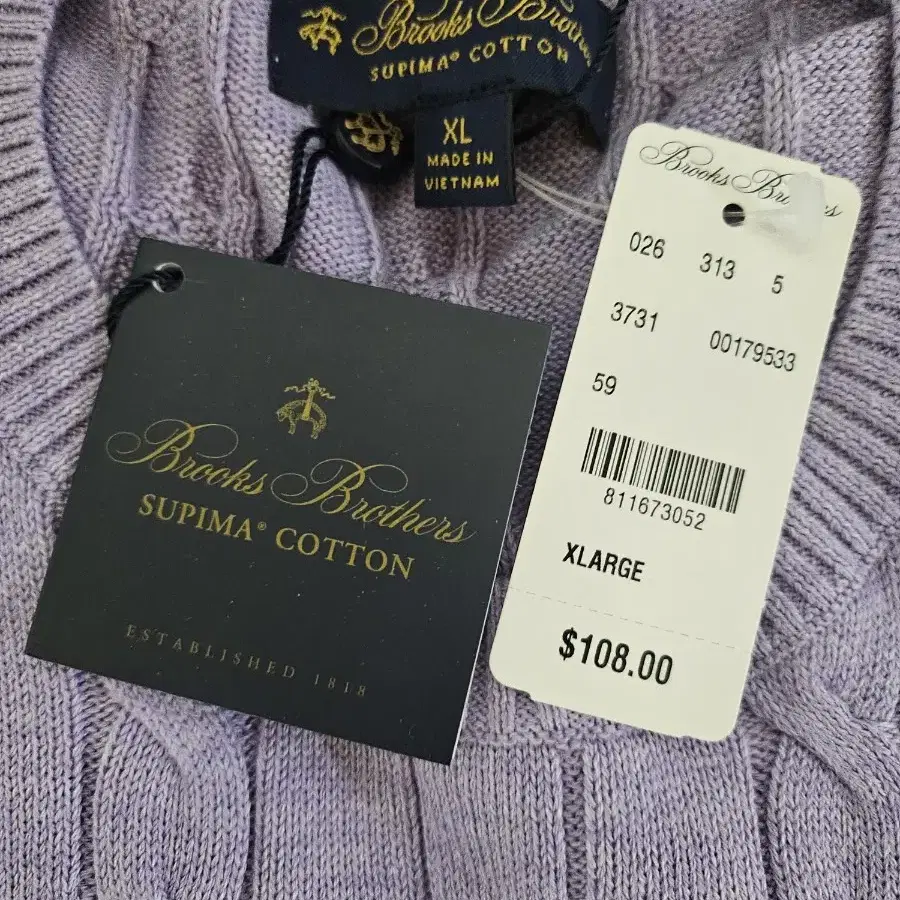 Brooks Brothers
SUPIMA® COTTON
XL
MADE IN
VIETNAM
Brooks Brothers
SUPIMA® COTTON
ESTABLISHED 1818
Brooks Brothers
026 313 5
3731 00179533
59
811673052
XLARGE
$108.00